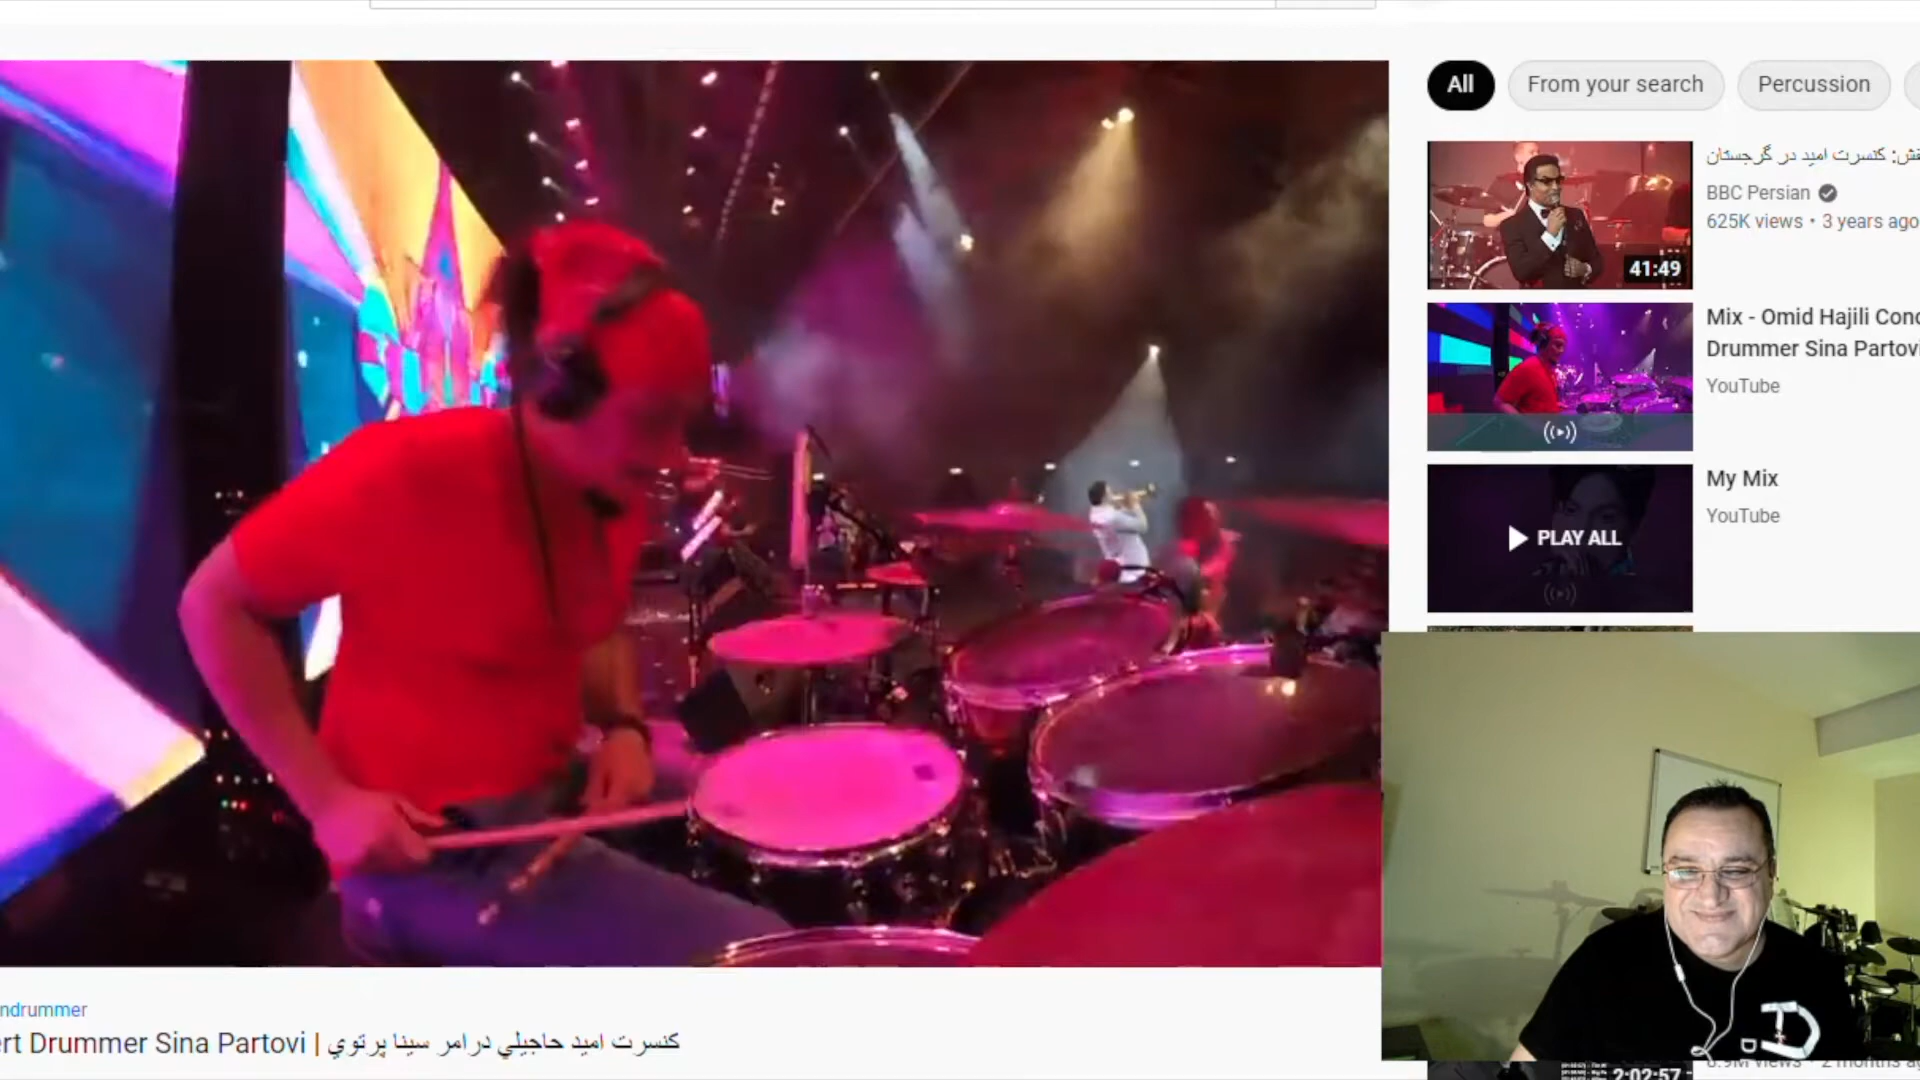 All
From your search
Percussion
کنسرت امید در گرجستان
BBC Persian
625K views • 3 years ago
41:49
Mix - Omid Hajili Conc
Drummer Sina Partovi
YouTube
My Mix
YouTube
PLAY ALL
ndrummer
rt Drummer Sina Partovi | کنسرت امید حاجيلي درامر سینا پرتوي
D
2:02:57